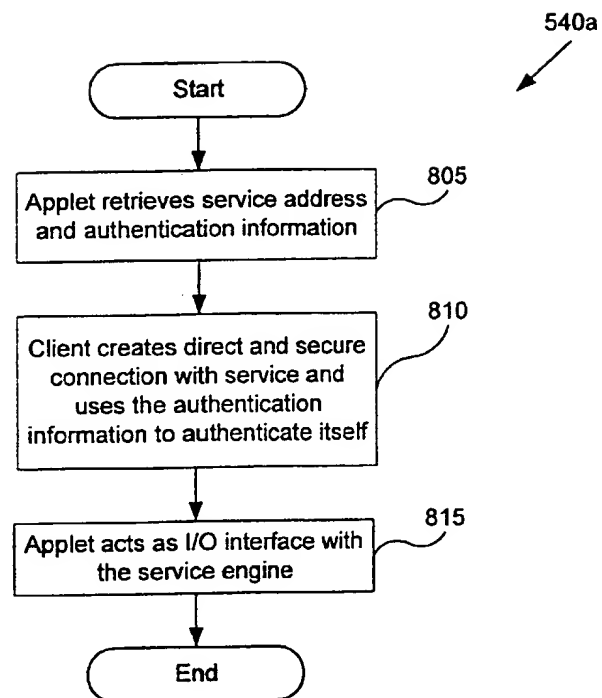 540a
Start
805
Applet retrieves service address
and authentication information
810
Client creates direct and secure
connection with service and
uses the authentication
information to authenticate itself
815
Applet acts as I/O interface with
the service engine
End